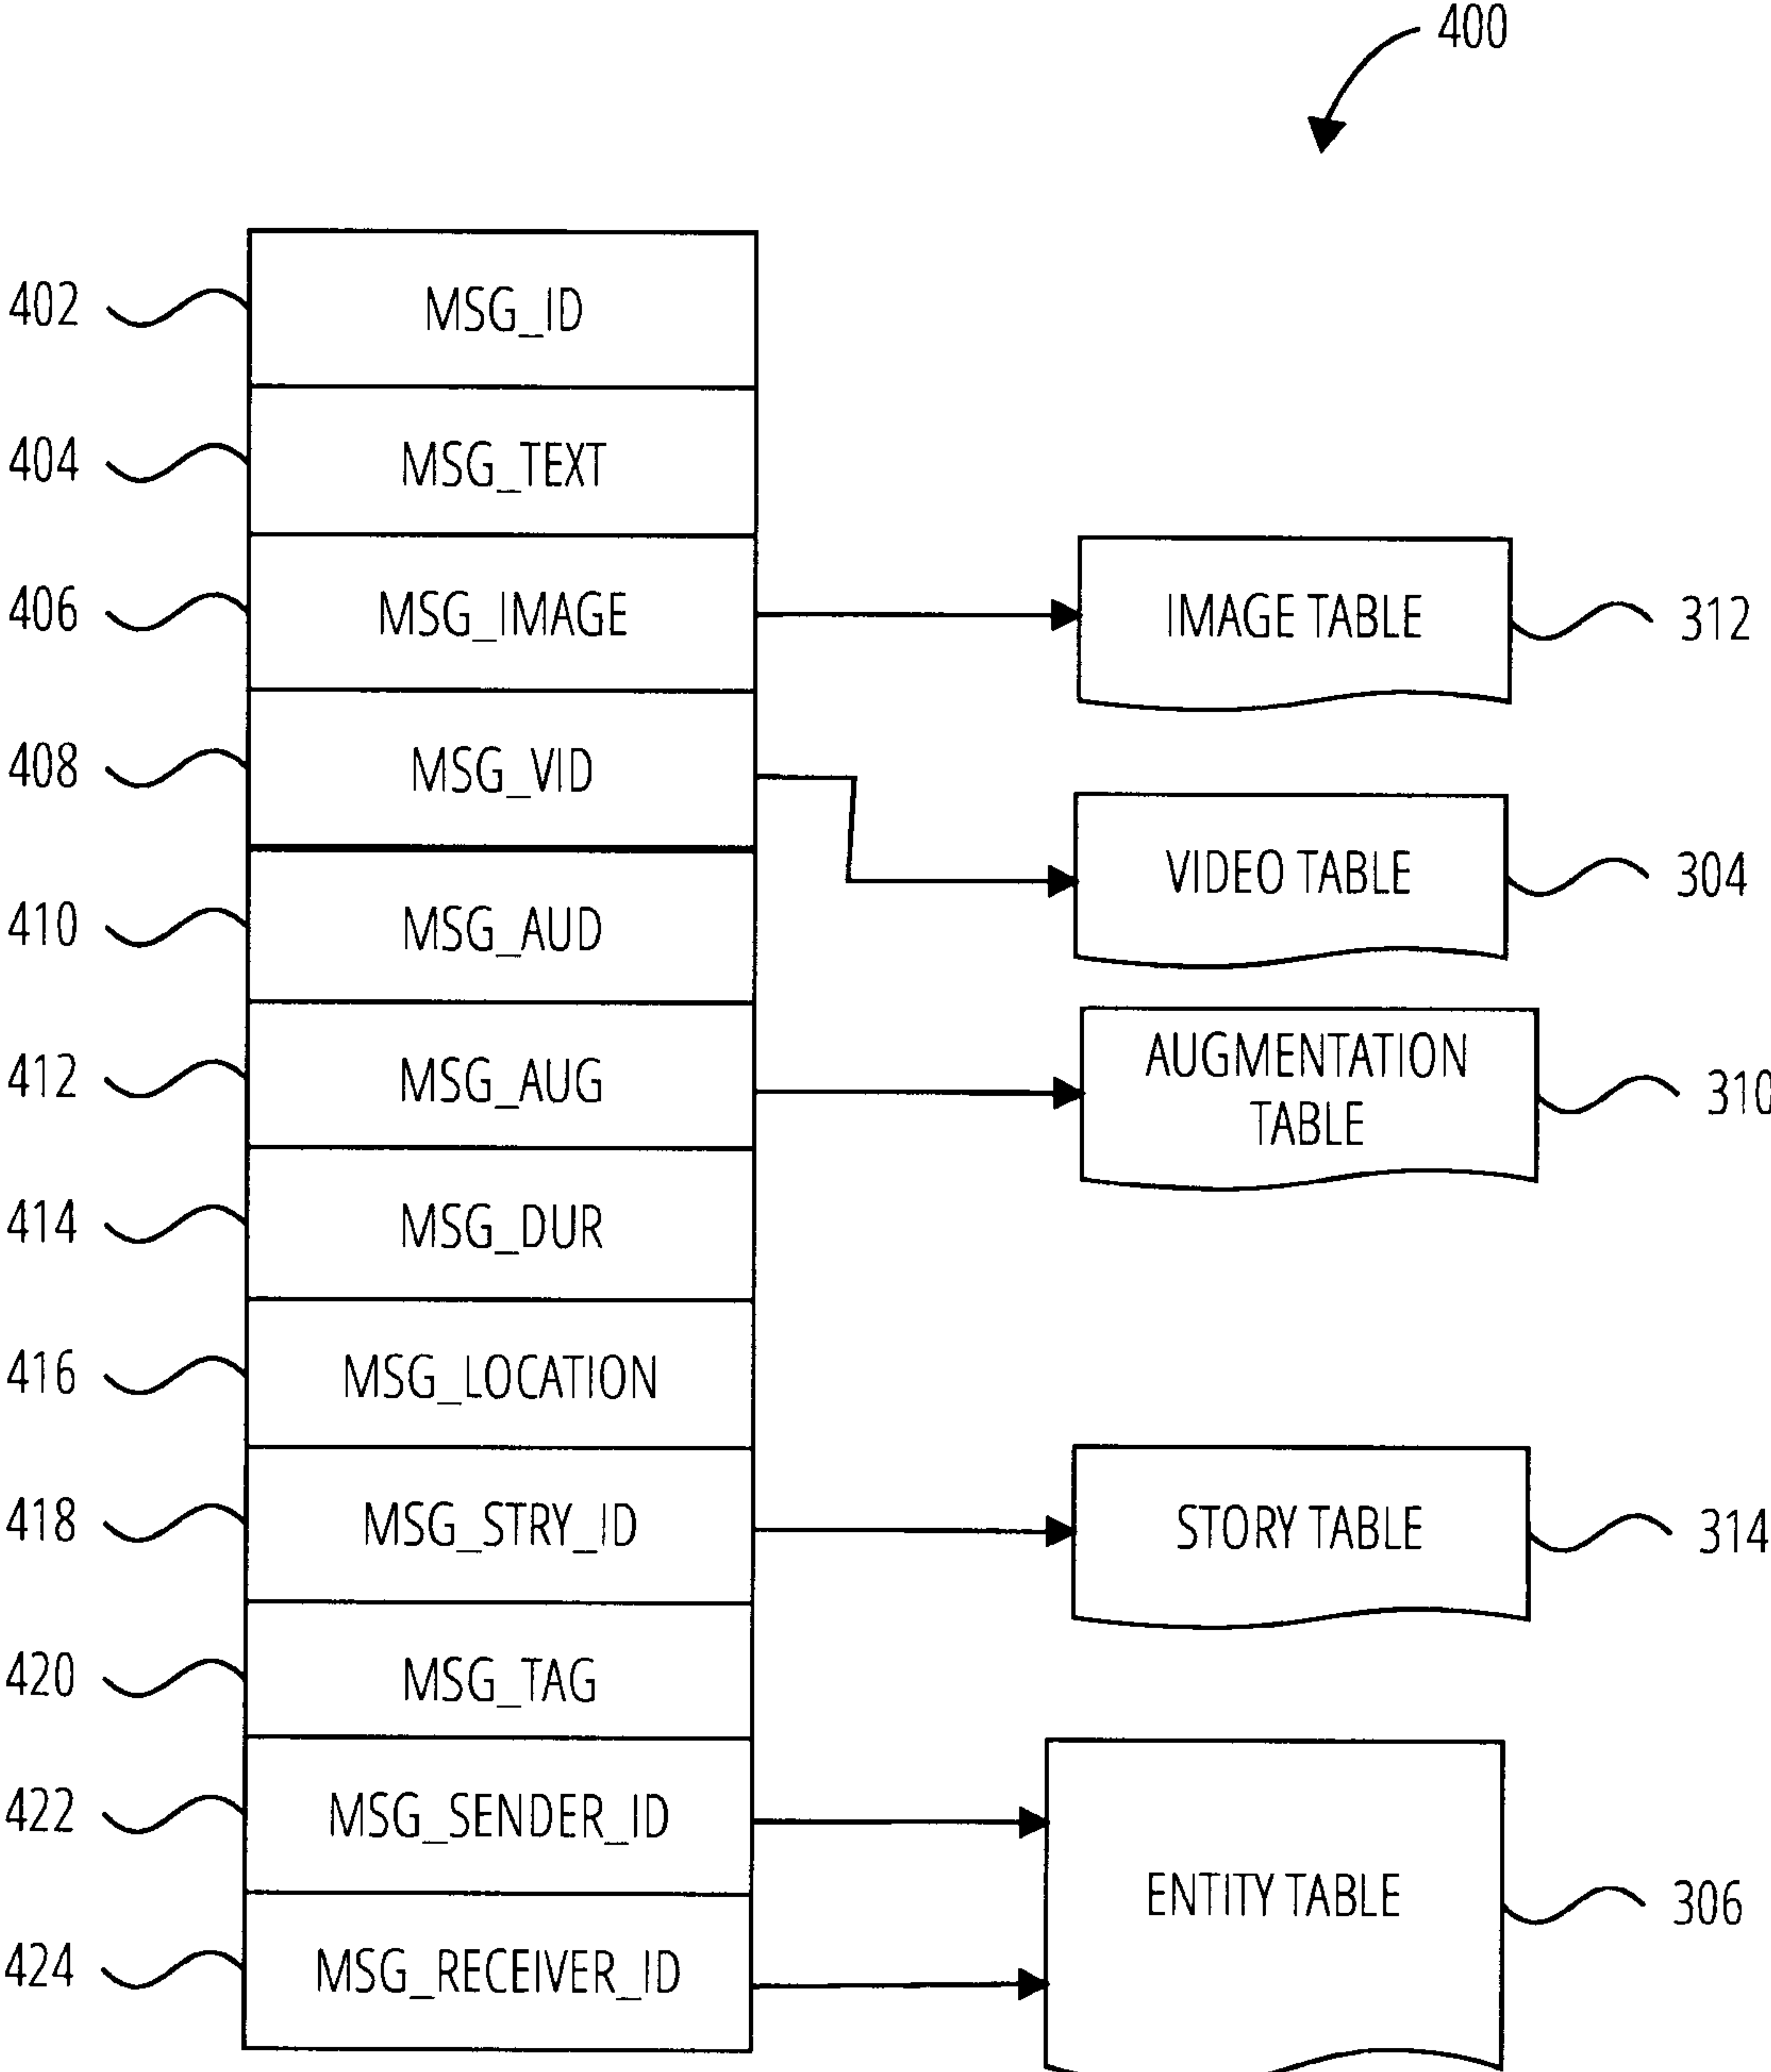 400
402 MSG_ID
404 MSG_TEXT
406 MSG_IMAGE IMAGE TABLE 312
408 MSG_VID VIDEO TABLE 304
410 MSG_AUD
412 MSG_AUG AUGMENTATION
TABLE 310
414 MSG_DUR
416 MSG_LOCATION
418 MSG_STRY_ID STORY TABLE 314
420 MSG_TAG
422 MSG_SENDER_ID ENTITY TABLE 306
424 MSG_RECEIVER_ID